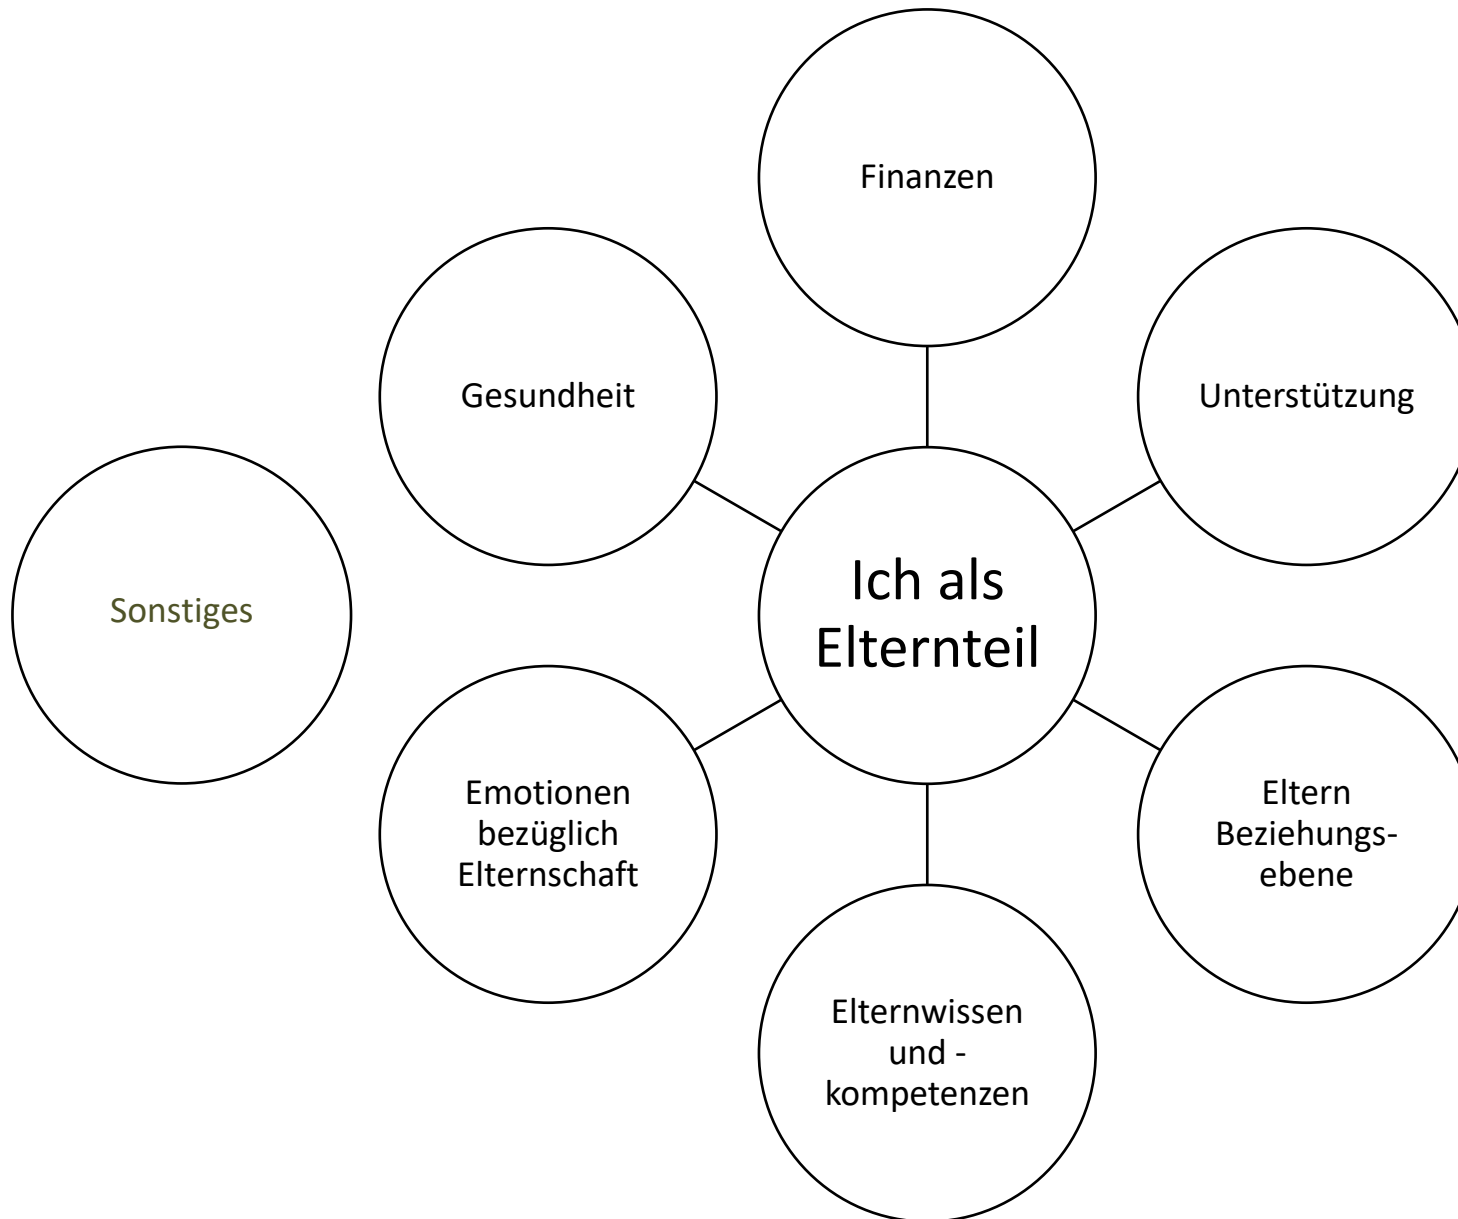 Finanzen
Gesundheit
Unterstützung
Ich als
Elternteil
Sonstiges
Emotionen
bezüglich
Elternschaft
Eltern
Beziehungs-
ebene
Elternwissen
und -
kompetenzen